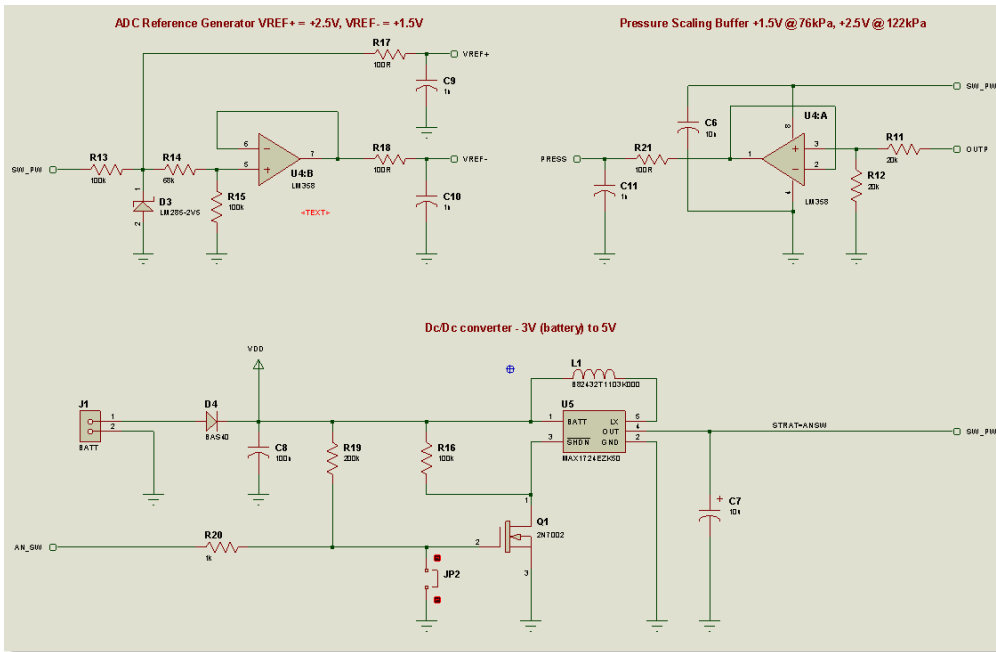 ADC Reference Generator VREF+ = +2.5V, VREF- = +1.5V
Pressure Scaling Buffer +1.5V @ 76kPa, +2.5V @ 122kPa
R17
100R
VREF+
C9
1k
SW_PW
R13
100k
R14
68k
R15
100k
D3
LM285-2V5
1
2
6
5
7
U4:B
LM358
<TEXT>
R18
100R
VREF-
C10
1k
PRESS
R21
100R
C11
1k
C6
10n
U4:A
LM358
8
1
3
2
4
R11
20k
R12
20k
SW_PW
OUTP
Dc/Dc converter - 3V (battery) to 5V
VDD
J1
1
2
BATT
D4
BAS40
C8
100n
R19
200k
R16
100k
L1
B82432T1103K000
U5
1
BATT
LX
5
OUT
4
3
SHDN
GND
2
MAX1724EZK50
STRAT=ANSW
SW_PW
C7
10u
AN_SW
R20
1k
JP2
Q1
2N7002
1
2
3